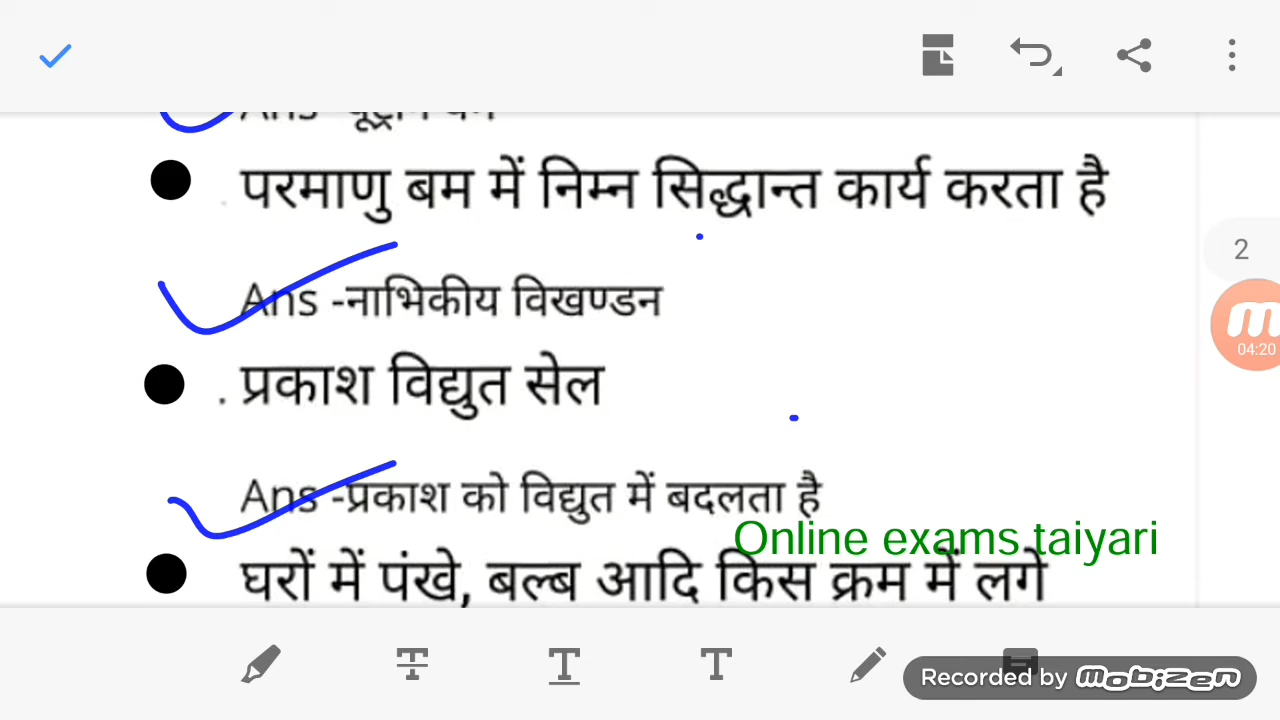 Ans
परमाणु बम में निम्न सिद्धान्त कार्य करता है
2
Ans -नाभिकीय विखण्डन
04:20
. प्रकाश विद्युत सेल
Ans -प्रकाश को विद्युत में बदलता है
Online exams taiyari
घरों में पंखे, बल्ब आदि किस क्रम में लगे
Recorded by mobizen